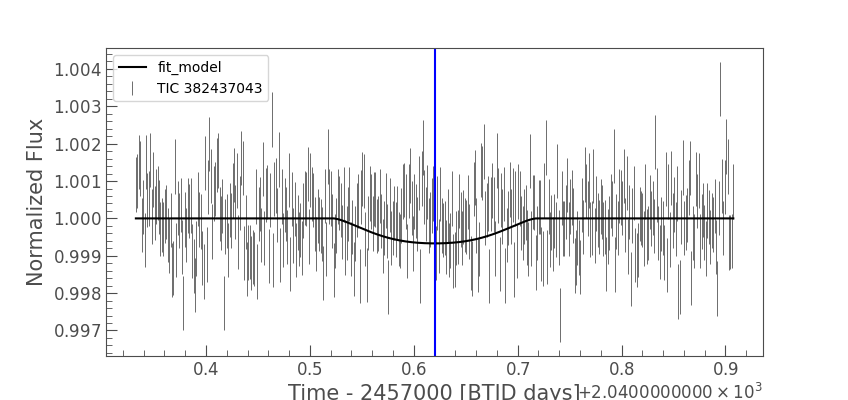 fit_model
TIC 382437043
1.004
1.003
1.002
1.001
1.000
0.999
0.998
0.997
Normalized Flux
0.4 0.5 0.6 0.7 0.8 0.9
Time - 2457000 [BTJD days]
+2.0400000000 × 10³